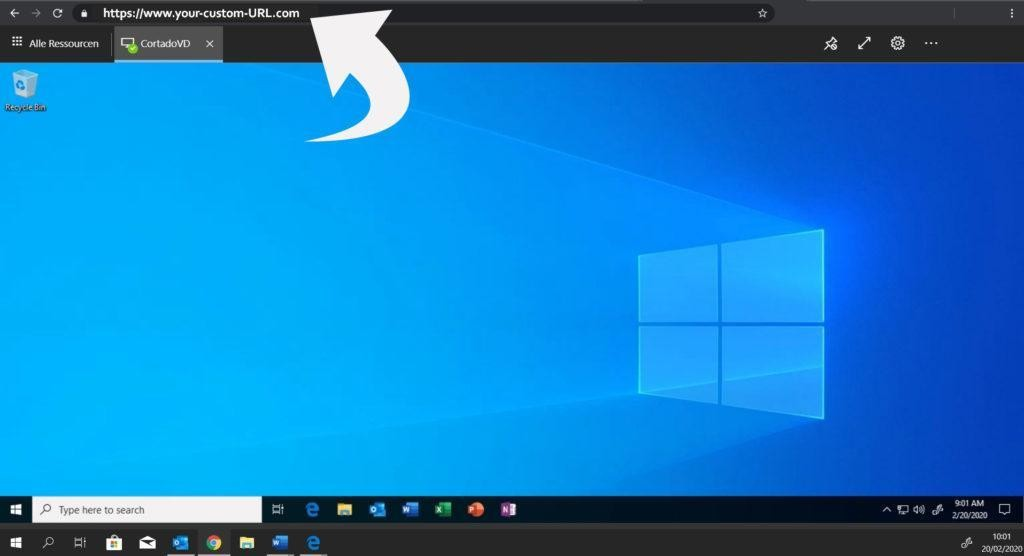 https://www.your-custom-URL.com
Alle Ressourcen
CortadoVD
Recycle Bin
Type here to search
9:01 AM
2/20/2020
10:01
20/02/2020